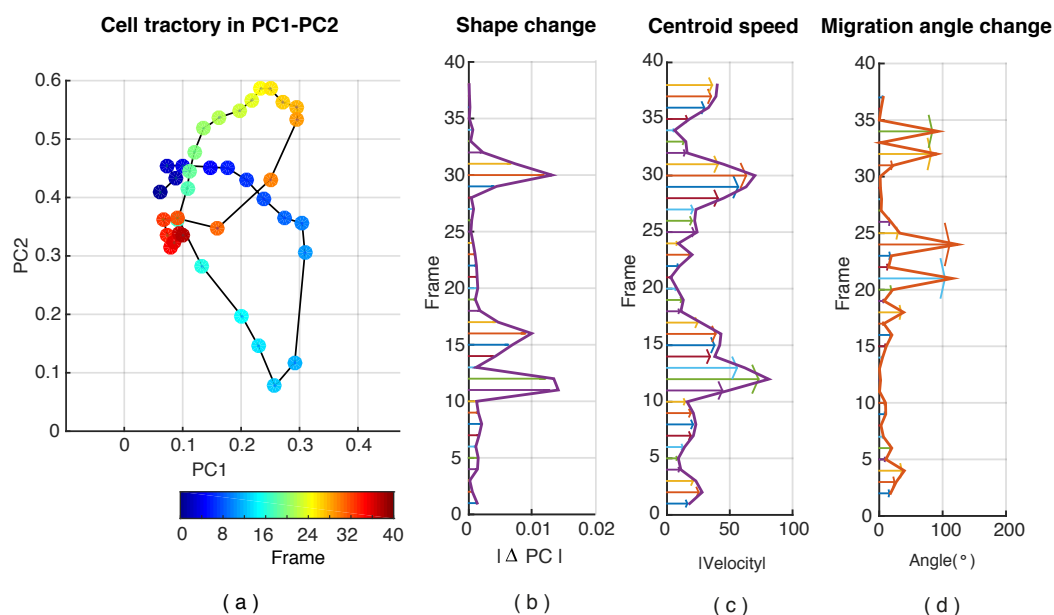 Cell tractory in PC1-PC2
Shape change
Centroid speed
Migration angle change
0.6
0.5
0.4
0.3
0.2
0.1
0
PC2
0 0.1 0.2 0.3 0.4
PC1
0 8 16 24 32 40
Frame
( a )
40
35
30
25
20
15
10
5
0
Frame
0 0.01 0.02
| Δ PC |
( b )
40
35
30
25
20
15
10
5
0
Frame
0 50 100
|Velocity|
( c )
40
35
30
25
20
15
10
5
0
Frame
0 100 200
Angle(°)
( d )